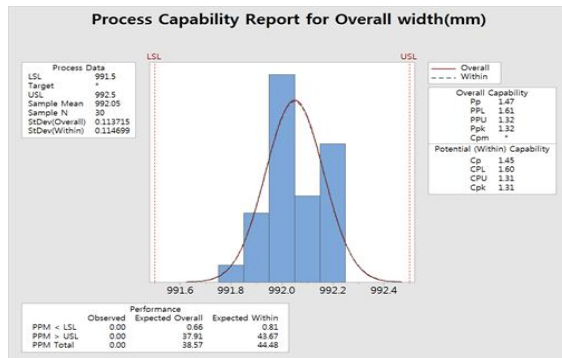 Process Capability Report for Overall width(mm)
LSL
USL
Process Data
LSL 991.5
Target *
USL 992.5
Sample Mean 992.05
Sample N 30
StDev(Overall) 0.113715
StDev(Within) 0.114699
Overall
Within
Overall Capability
Pp 1.47
PPL 1.61
PPU 1.32
Ppk 1.32
Cpm *
Potential (Within) Capability
Cp 1.45
CPL 1.60
CPU 1.31
Cpk 1.31
991.6 991.8 992.0 992.2 992.4
Performance
Observed Expected Overall Expected Within
PPM < LSL 0.00 0.66 0.81
PPM > USL 0.00 37.91 43.67
PPM Total 0.00 38.57 44.48